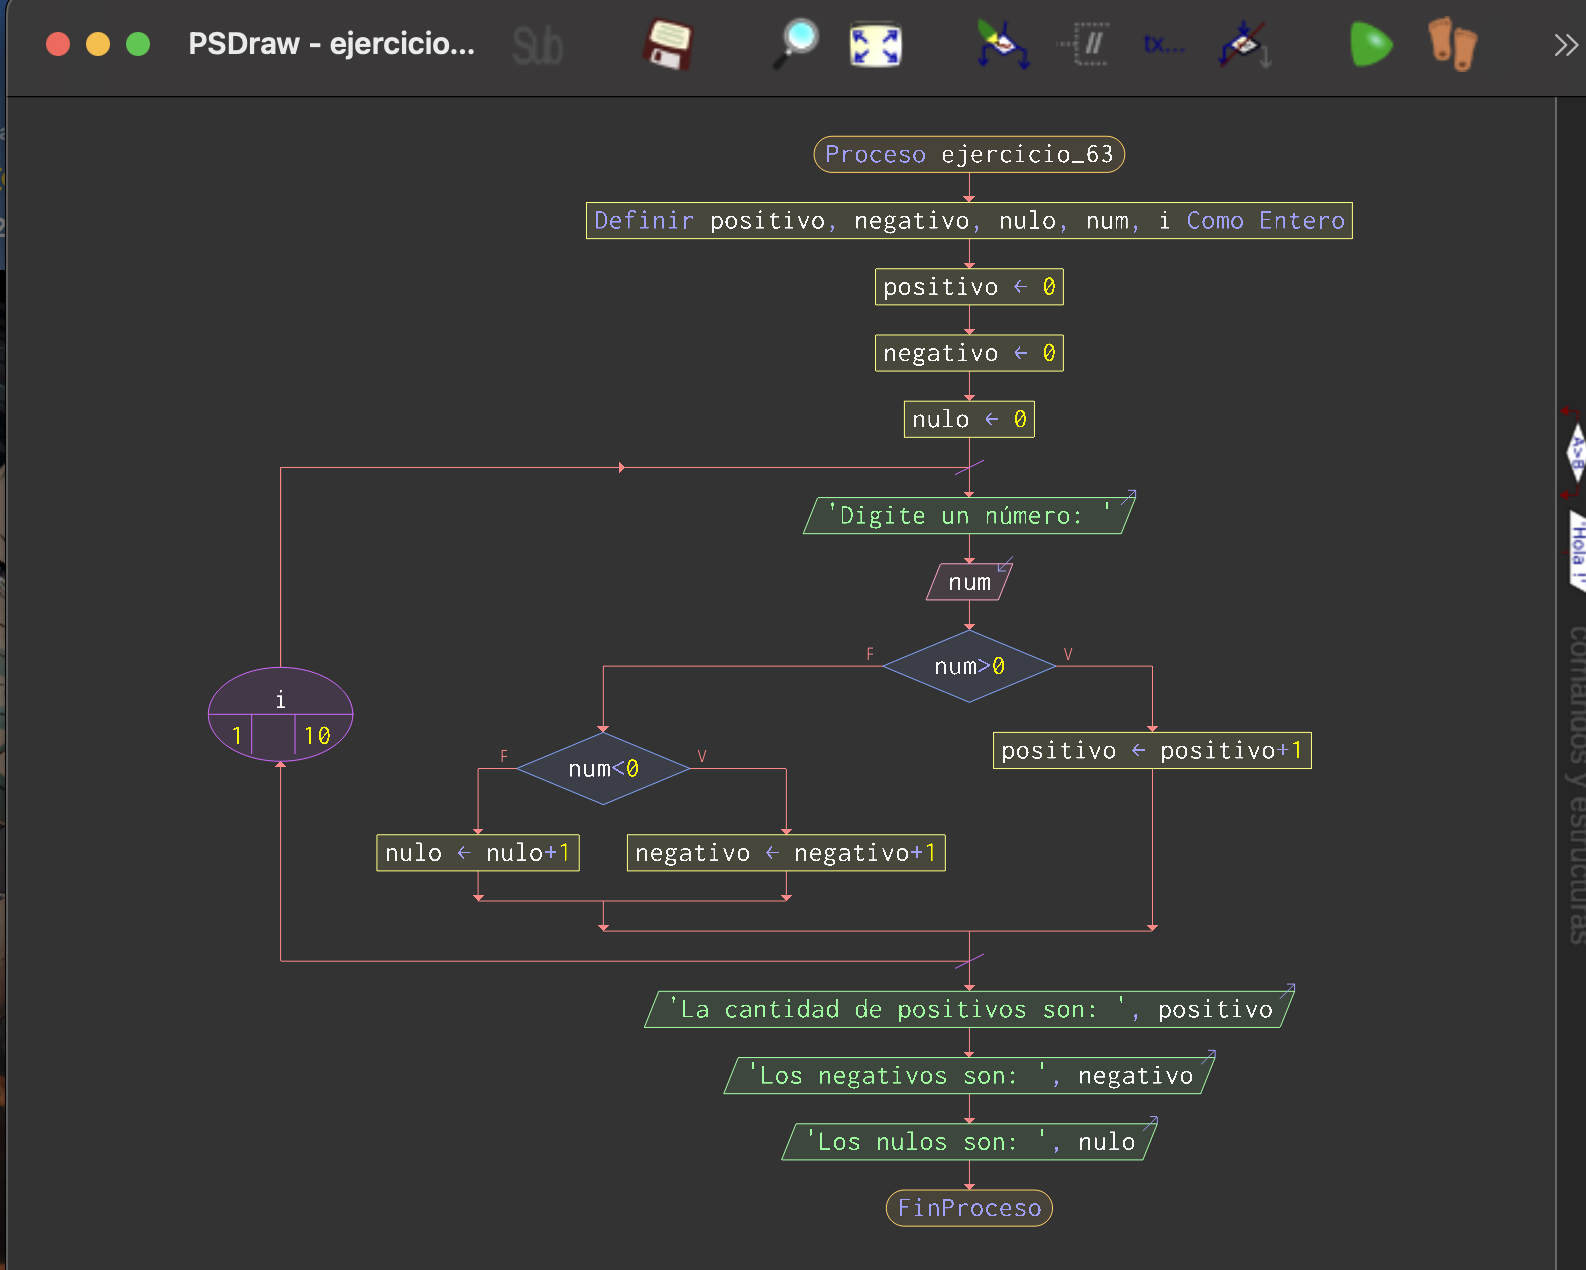 PSDraw - ejercicio...
Sub
tx...
Proceso ejercicio_63
Definir positivo, negativo, nulo, num, i Como Entero
positivo ← 0
negativo ← 0
nulo ← 0
'Digite un número: '
num
F
num>0
V
i
1
10
F
num<0
V
positivo ← positivo+1
nulo ← nulo+1
negativo ← negativo+1
'La cantidad de positivos son: ', positivo
'Los negativos son: ', negativo
'Los nulos son: ', nulo
FinProceso
A>B
"Hola !"
comandos y estructuras